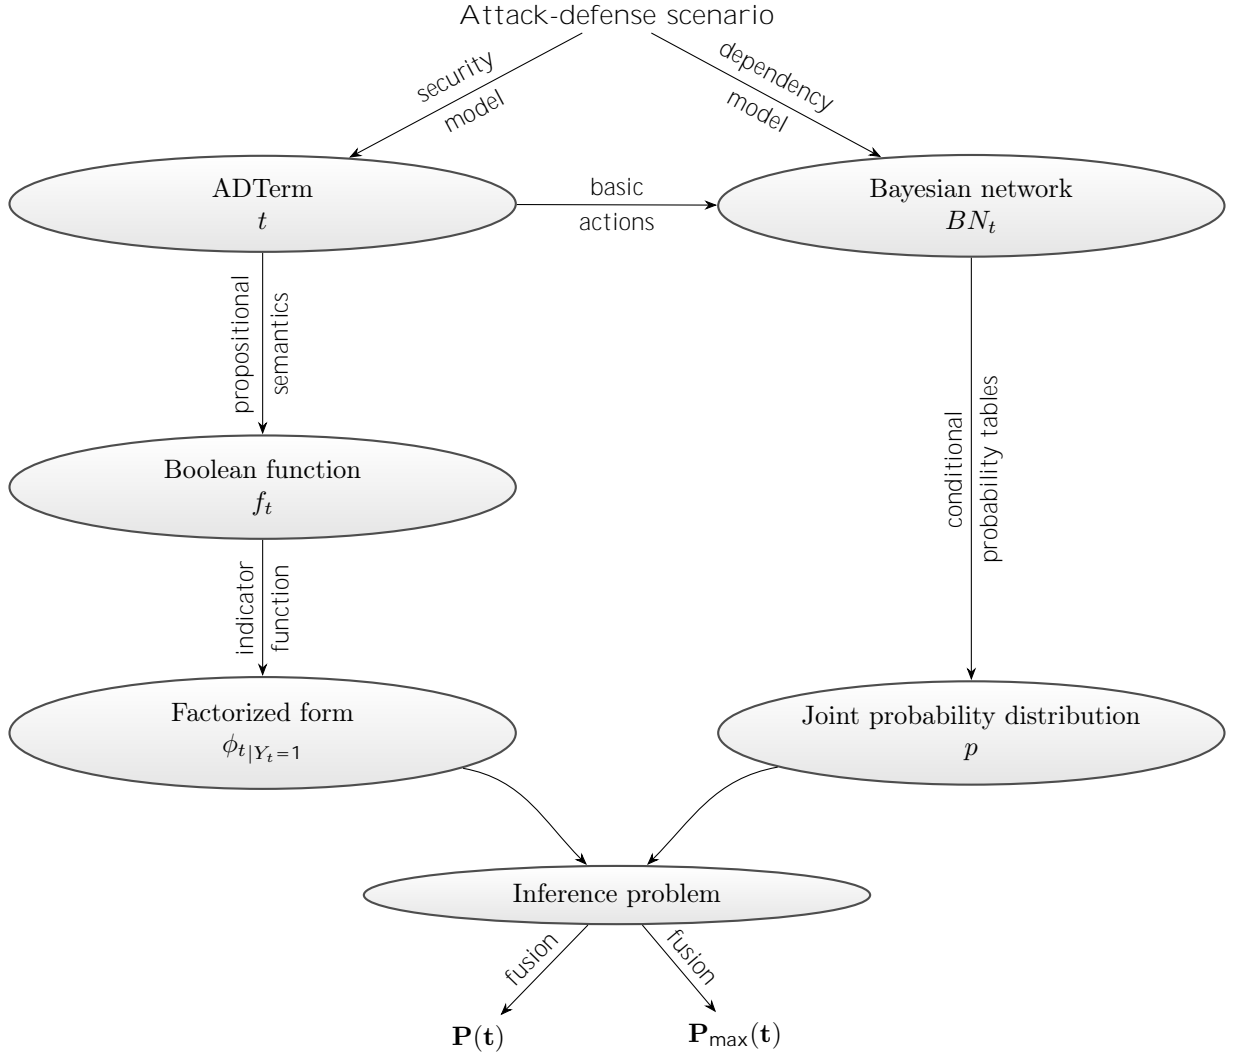 Attack-defense scenario
security
model
dependency
model
ADTerm
t
basic
actions
Bayesian network
BN_t
propositional
semantics
conditional
probability tables
Boolean function
f_t
indicator
function
Factorized form
ϕ_{t|Y_t=1}
Joint probability distribution
p
Inference problem
fusion
fusion
P(t)
P_max(t)